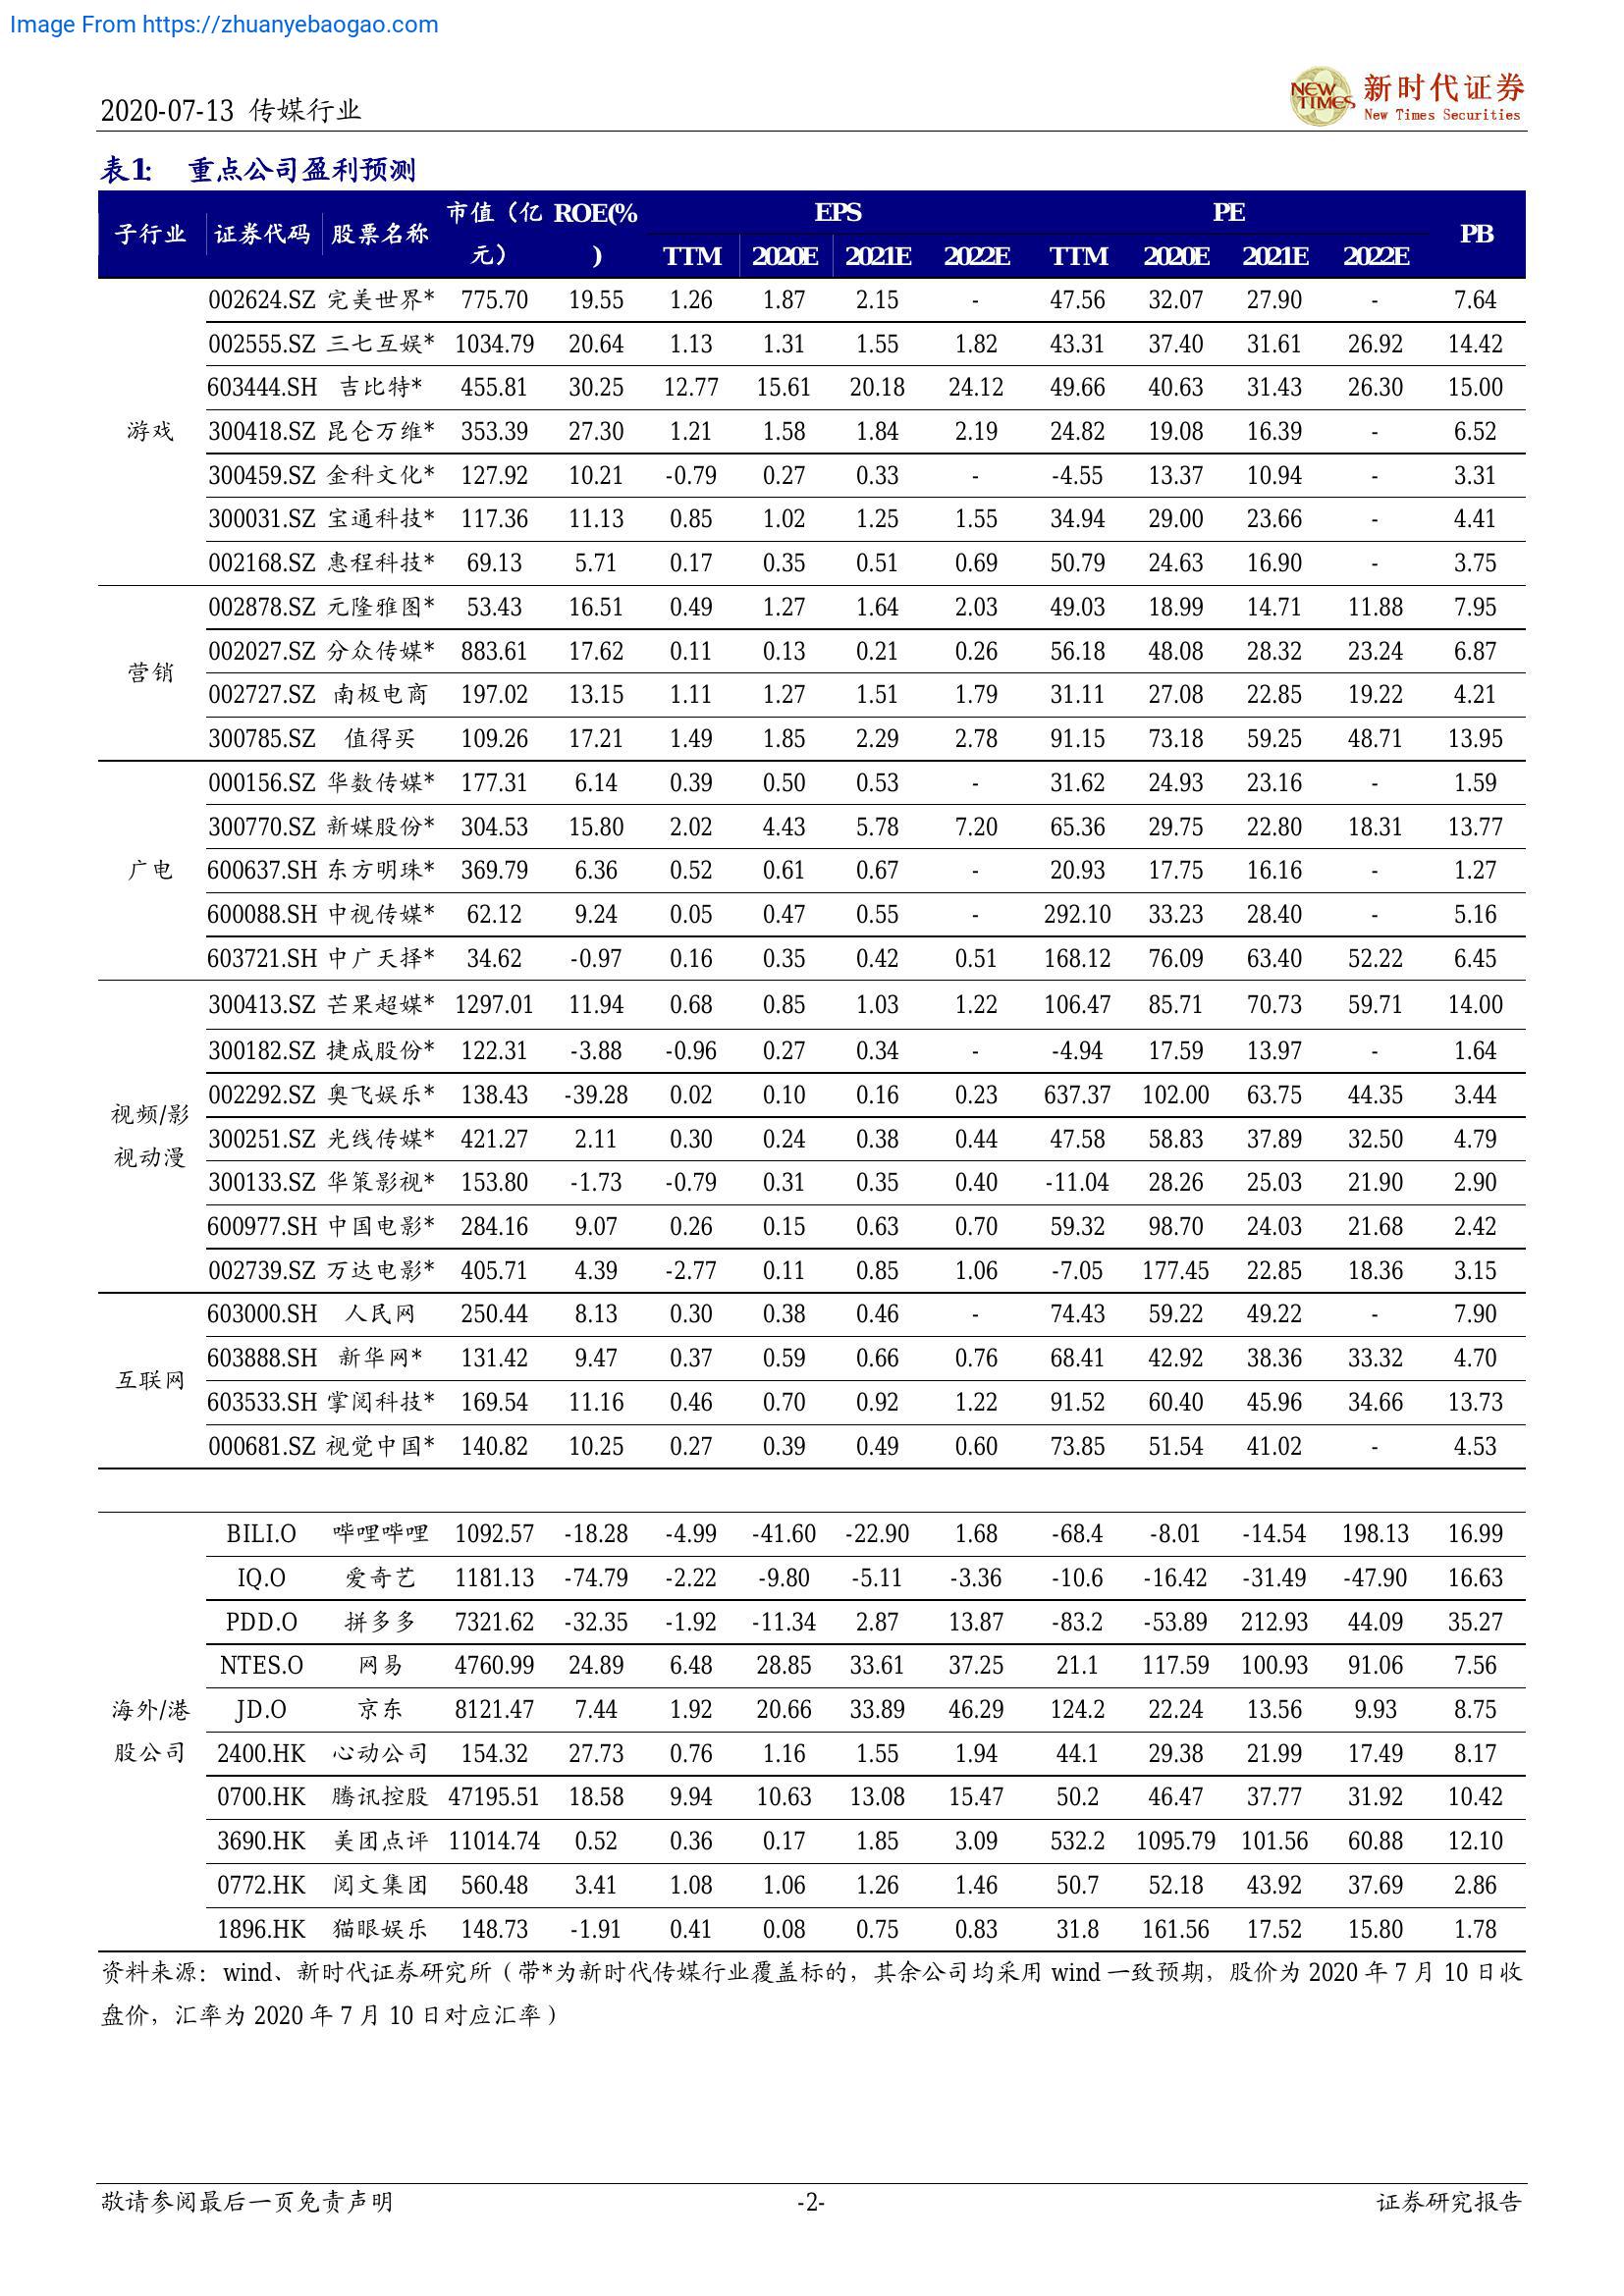 Image From https://zhuanyebaogao.com
2020-07-13 传媒行业
NEW TIMES 新时代证券
New Times Securities
表1: 重点公司盈利预测
子行业 证券代码 股票名称 市值（亿元） ROE(%) EPS PE PB
TTM 2020E 2021E 2022E TTM 2020E 2021E 2022E
游戏
002624.SZ 完美世界* 775.70 19.55 1.26 1.87 2.15 - 47.56 32.07 27.90 - 7.64
002555.SZ 三七互娱* 1034.79 20.64 1.13 1.31 1.55 1.82 43.31 37.40 31.61 26.92 14.42
603444.SH 吉比特* 455.81 30.25 12.77 15.61 20.18 24.12 49.66 40.63 31.43 26.30 15.00
300418.SZ 昆仑万维* 353.39 27.30 1.21 1.58 1.84 2.19 24.82 19.08 16.39 - 6.52
300459.SZ 金科文化* 127.92 10.21 -0.79 0.27 0.33 - -4.55 13.37 10.94 - 3.31
300031.SZ 宝通科技* 117.36 11.13 0.85 1.02 1.25 1.55 34.94 29.00 23.66 - 4.41
002168.SZ 惠程科技* 69.13 5.71 0.17 0.35 0.51 0.69 50.79 24.63 16.90 - 3.75
营销
002878.SZ 元隆雅图* 53.43 16.51 0.49 1.27 1.64 2.03 49.03 18.99 14.71 11.88 7.95
002027.SZ 分众传媒* 883.61 17.62 0.11 0.13 0.21 0.26 56.18 48.08 28.32 23.24 6.87
002727.SZ 南极电商 197.02 13.15 1.11 1.27 1.51 1.79 31.11 27.08 22.85 19.22 4.21
300785.SZ 值得买 109.26 17.21 1.49 1.85 2.29 2.78 91.15 73.18 59.25 48.71 13.95
广电
000156.SZ 华数传媒* 177.31 6.14 0.39 0.50 0.53 - 31.62 24.93 23.16 - 1.59
300770.SZ 新媒股份* 304.53 15.80 2.02 4.43 5.78 7.20 65.36 29.75 22.80 18.31 13.77
600637.SH 东方明珠* 369.79 6.36 0.52 0.61 0.67 - 20.93 17.75 16.16 - 1.27
600088.SH 中视传媒* 62.12 9.24 0.05 0.47 0.55 - 292.10 33.23 28.40 - 5.16
603721.SH 中广天择* 34.62 -0.97 0.16 0.35 0.42 0.51 168.12 76.09 63.40 52.22 6.45
视频/影视动漫
300413.SZ 芒果超媒* 1297.01 11.94 0.68 0.85 1.03 1.22 106.47 85.71 70.73 59.71 14.00
300182.SZ 捷成股份* 122.31 -3.88 -0.96 0.27 0.34 - -4.94 17.59 13.97 - 1.64
002292.SZ 奥飞娱乐* 138.43 -39.28 0.02 0.10 0.16 0.23 637.37 102.00 63.75 44.35 3.44
300251.SZ 光线传媒* 421.27 2.11 0.30 0.24 0.38 0.44 47.58 58.83 37.89 32.50 4.79
300133.SZ 华策影视* 153.80 -1.73 -0.79 0.31 0.35 0.40 -11.04 28.26 25.03 21.90 2.90
600977.SH 中国电影* 284.16 9.07 0.26 0.15 0.63 0.70 59.32 98.70 24.03 21.68 2.42
002739.SZ 万达电影* 405.71 4.39 -2.77 0.11 0.85 1.06 -7.05 177.45 22.85 18.36 3.15
互联网
603000.SH 人民网 250.44 8.13 0.30 0.38 0.46 - 74.43 59.22 49.22 - 7.90
603888.SH 新华网* 131.42 9.47 0.37 0.59 0.66 0.76 68.41 42.92 38.36 33.32 4.70
603533.SH 掌阅科技* 169.54 11.16 0.46 0.70 0.92 1.22 91.52 60.40 45.96 34.66 13.73
000681.SZ 视觉中国* 140.82 10.25 0.27 0.39 0.49 0.60 73.85 51.54 41.02 - 4.53
海外/港股公司
BILI.O 哔哩哔哩 1092.57 -18.28 -4.99 -41.60 -22.90 1.68 -68.4 -8.01 -14.54 198.13 16.99
IQ.O 爱奇艺 1181.13 -74.79 -2.22 -9.80 -5.11 -3.36 -10.6 -16.42 -31.49 -47.90 16.63
PDD.O 拼多多 7321.62 -32.35 -1.92 -11.34 2.87 13.87 -83.2 -53.89 212.93 44.09 35.27
NTES.O 网易 4760.99 24.89 6.48 28.85 33.61 37.25 21.1 117.59 100.93 91.06 7.56
JD.O 京东 8121.47 7.44 1.92 20.66 33.89 46.29 124.2 22.24 13.56 9.93 8.75
2400.HK 心动公司 154.32 27.73 0.76 1.16 1.55 1.94 44.1 29.38 21.99 17.49 8.17
0700.HK 腾讯控股 47195.51 18.58 9.94 10.63 13.08 15.47 50.2 46.47 37.77 31.92 10.42
3690.HK 美团点评 11014.74 0.52 0.36 0.17 1.85 3.09 532.2 1095.79 101.56 60.88 12.10
0772.HK 阅文集团 560.48 3.41 1.08 1.06 1.26 1.46 50.7 52.18 43.92 37.69 2.86
1896.HK 猫眼娱乐 148.73 -1.91 0.41 0.08 0.75 0.83 31.8 161.56 17.52 15.80 1.78
资料来源：wind、新时代证券研究所（带*为新时代传媒行业覆盖标的，其余公司均采用 wind 一致预期，股价为 2020 年 7 月 10 日收
盘价，汇率为 2020 年 7 月 10 日对应汇率）
敬请参阅最后一页免责声明 -2- 证券研究报告